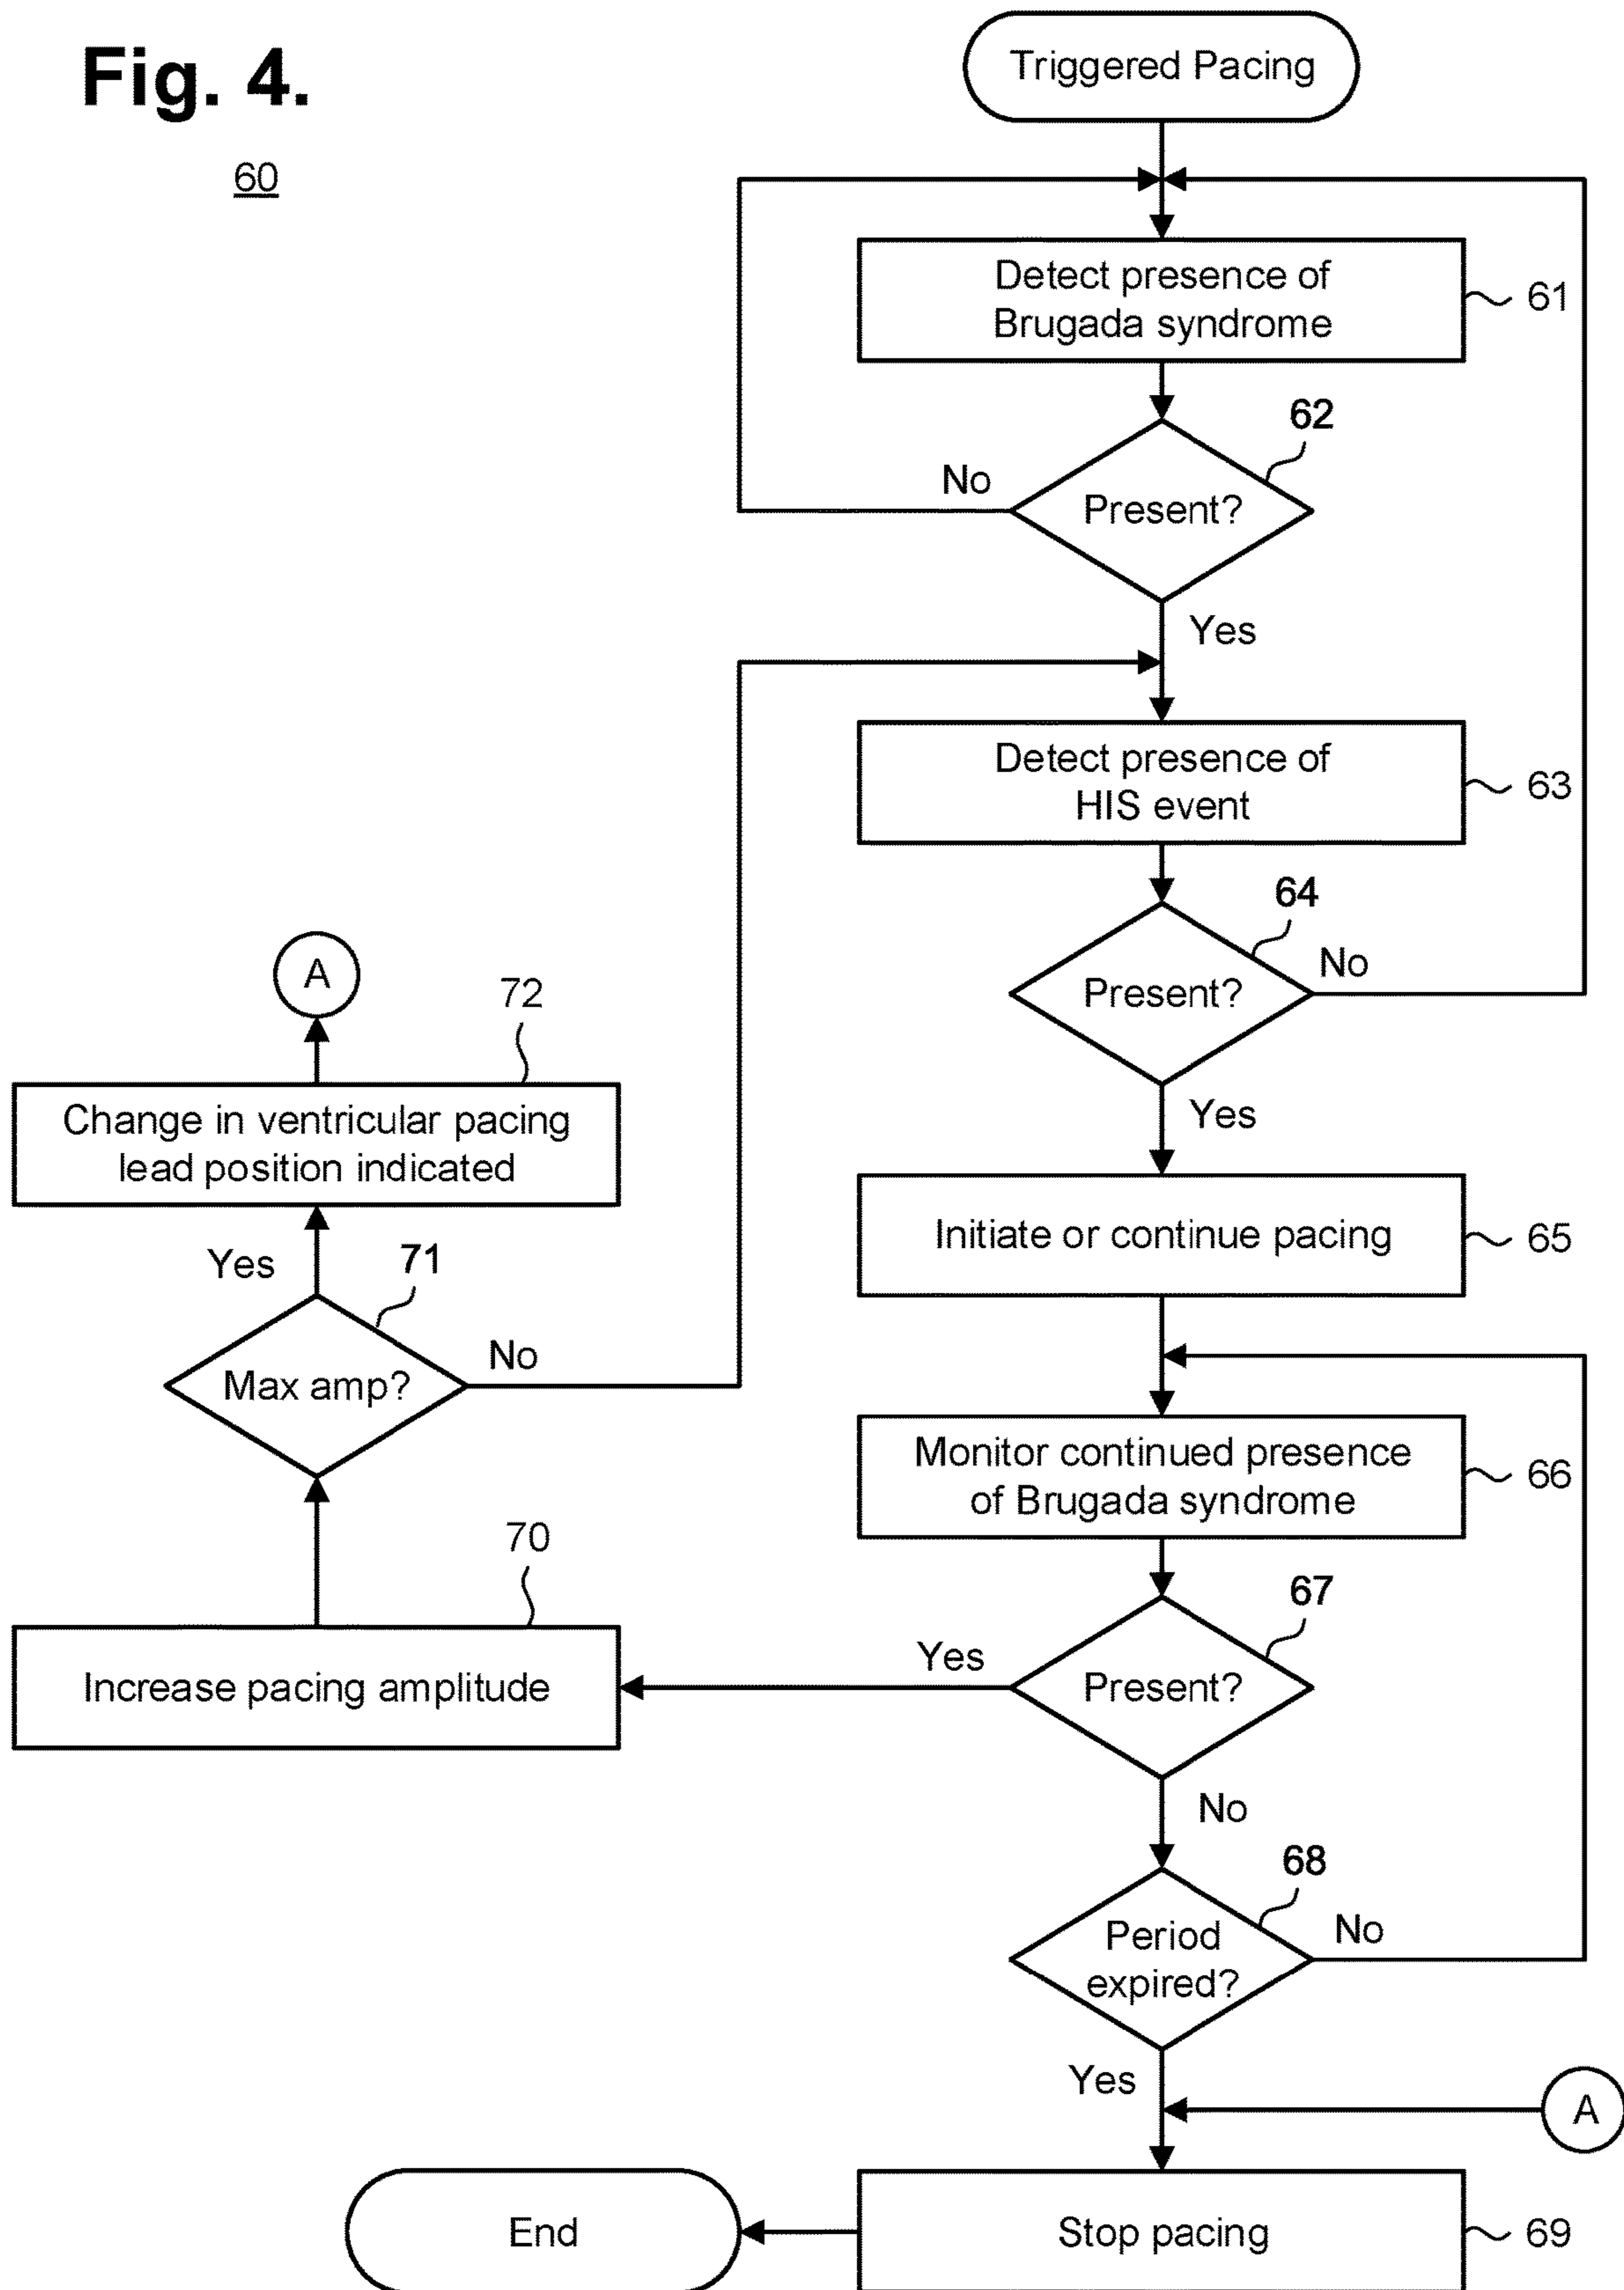 Fig. 4.
60
Triggered Pacing
Detect presence of
Brugada syndrome
61
62
Present?
No
Yes
Detect presence of
HIS event
63
64
Present?
No
Yes
Initiate or continue pacing
65
Monitor continued presence
of Brugada syndrome
66
67
Present?
Yes
No
68
Period
expired?
No
Yes
A
Stop pacing
69
End
70
Increase pacing amplitude
71
Max amp?
No
Yes
72
Change in ventricular pacing
lead position indicated
A